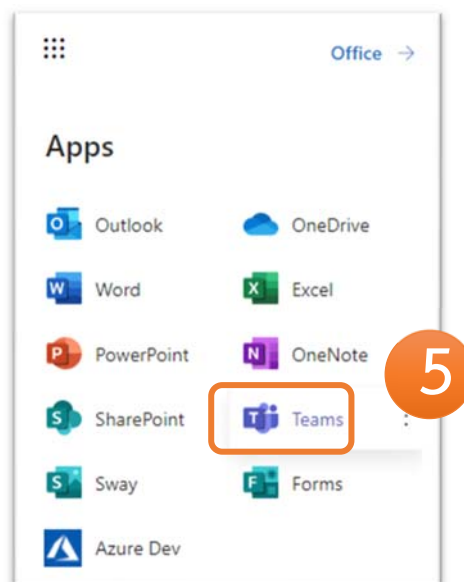 Office →
Apps
Outlook OneDrive
Word Excel
PowerPoint OneNote
5
SharePoint Teams
Sway Forms
Azure Dev